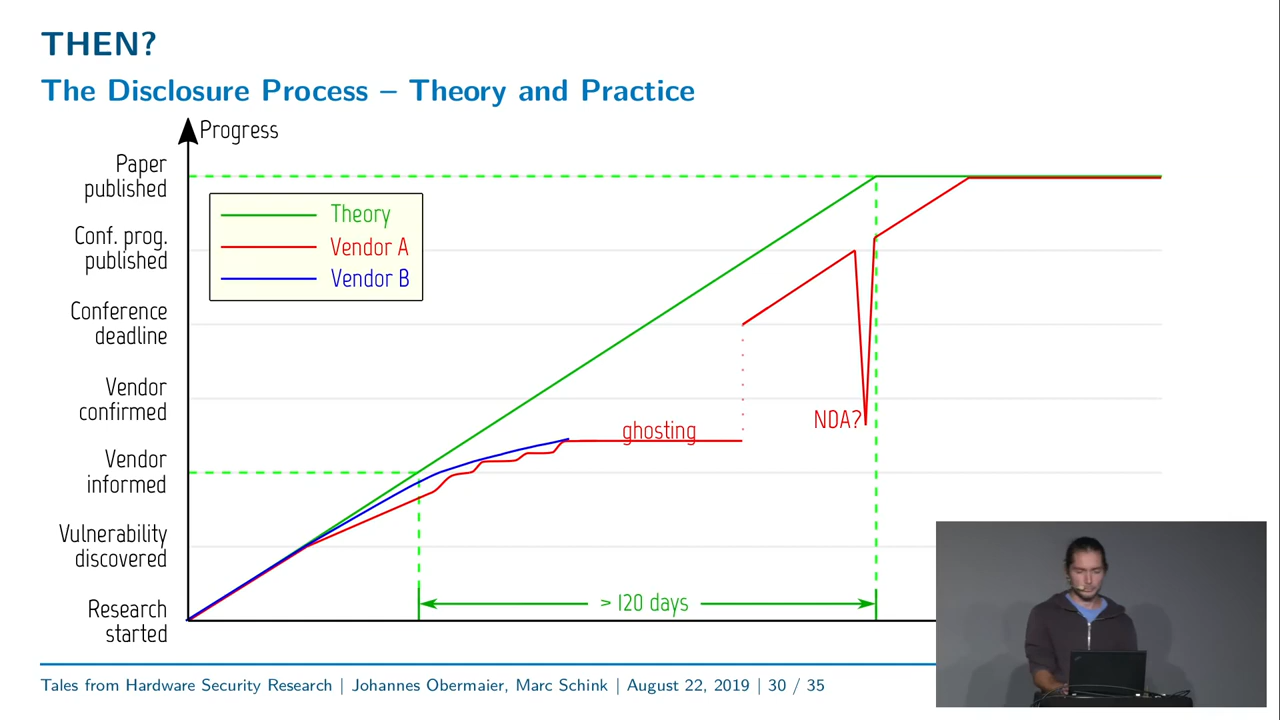 THEN?
The Disclosure Process – Theory and Practice
Progress
Paper
published
Conf. prog.
published
Conference
deadline
Vendor
confirmed
Vendor
informed
Vulnerability
discovered
Research
started
Theory
Vendor A
Vendor B
ghosting
NDA?
> 120 days
Tales from Hardware Security Research | Johannes Obermaier, Marc Schink | August 22, 2019 | 30 / 35